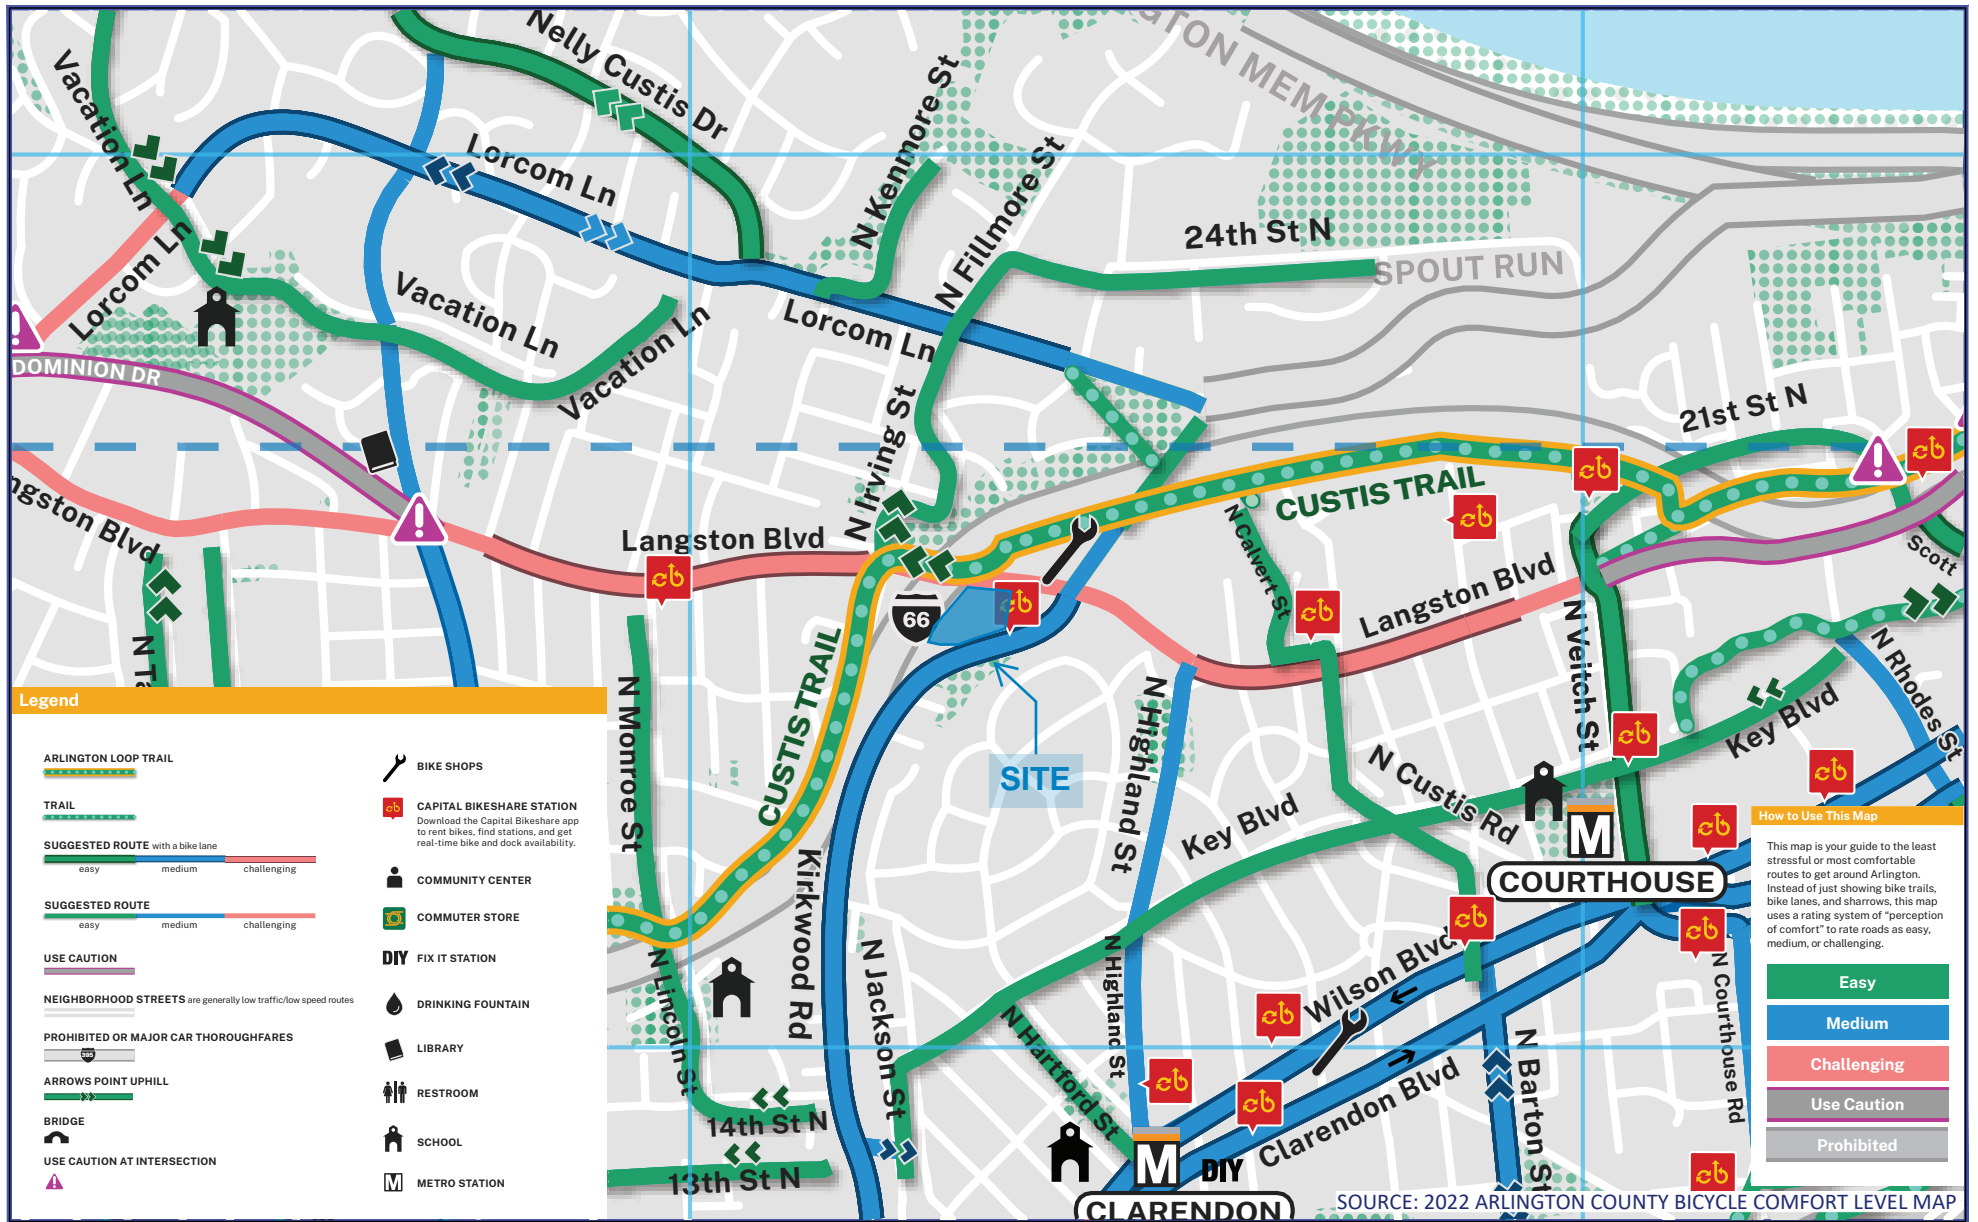 Nelly Custis Dr
Vacation Ln
Lorcom Ln
N Kenmore St
N Fillmore St
GTON MEM PKWY
24th St N
SPOUT RUN
Lorcom Ln
Vacation Ln
Vacation Ln
Lorcom Ln
DOMINION DR
21st St N
N Irving St
CUSTIS TRAIL
ngston Blvd
Langston Blvd
N Calvert St
Scott
Langston Blvd
66
N Ta
N Veitch St
N Rhodes St
CUSTIS TRAIL
N Monroe St
N Highland St
Key Blvd
SITE
N Custis Rd
Key Blvd
Kirkwood Rd
M
COURTHOUSE
N Lincoln St
N Jackson St
N Highland St
Wilson Blvd
N Courthouse Rd
N Hartford St
N Barton St
Clarendon Blvd
14th St N
13th St N
M
DIY
CLARENDON
Legend
ARLINGTON LOOP TRAIL
TRAIL
SUGGESTED ROUTE with a bike lane
easy medium challenging
SUGGESTED ROUTE
easy medium challenging
USE CAUTION
NEIGHBORHOOD STREETS are generally low traffic/low speed routes
PROHIBITED OR MAJOR CAR THOROUGHFARES
395
ARROWS POINT UPHILL
BRIDGE
USE CAUTION AT INTERSECTION
BIKE SHOPS
CAPITAL BIKESHARE STATION
Download the Capital Bikeshare app
to rent bikes, find stations, and get
real-time bike and dock availability.
COMMUNITY CENTER
COMMUTER STORE
DIY FIX IT STATION
DRINKING FOUNTAIN
LIBRARY
RESTROOM
SCHOOL
M METRO STATION
How to Use This Map
This map is your guide to the least
stressful or most comfortable
routes to get around Arlington.
Instead of just showing bike trails,
bike lanes, and sharrows, this map
uses a rating system of “perception
of comfort” to rate roads as easy,
medium, or challenging.
Easy
Medium
Challenging
Use Caution
Prohibited
SOURCE: 2022 ARLINGTON COUNTY BICYCLE COMFORT LEVEL MAP